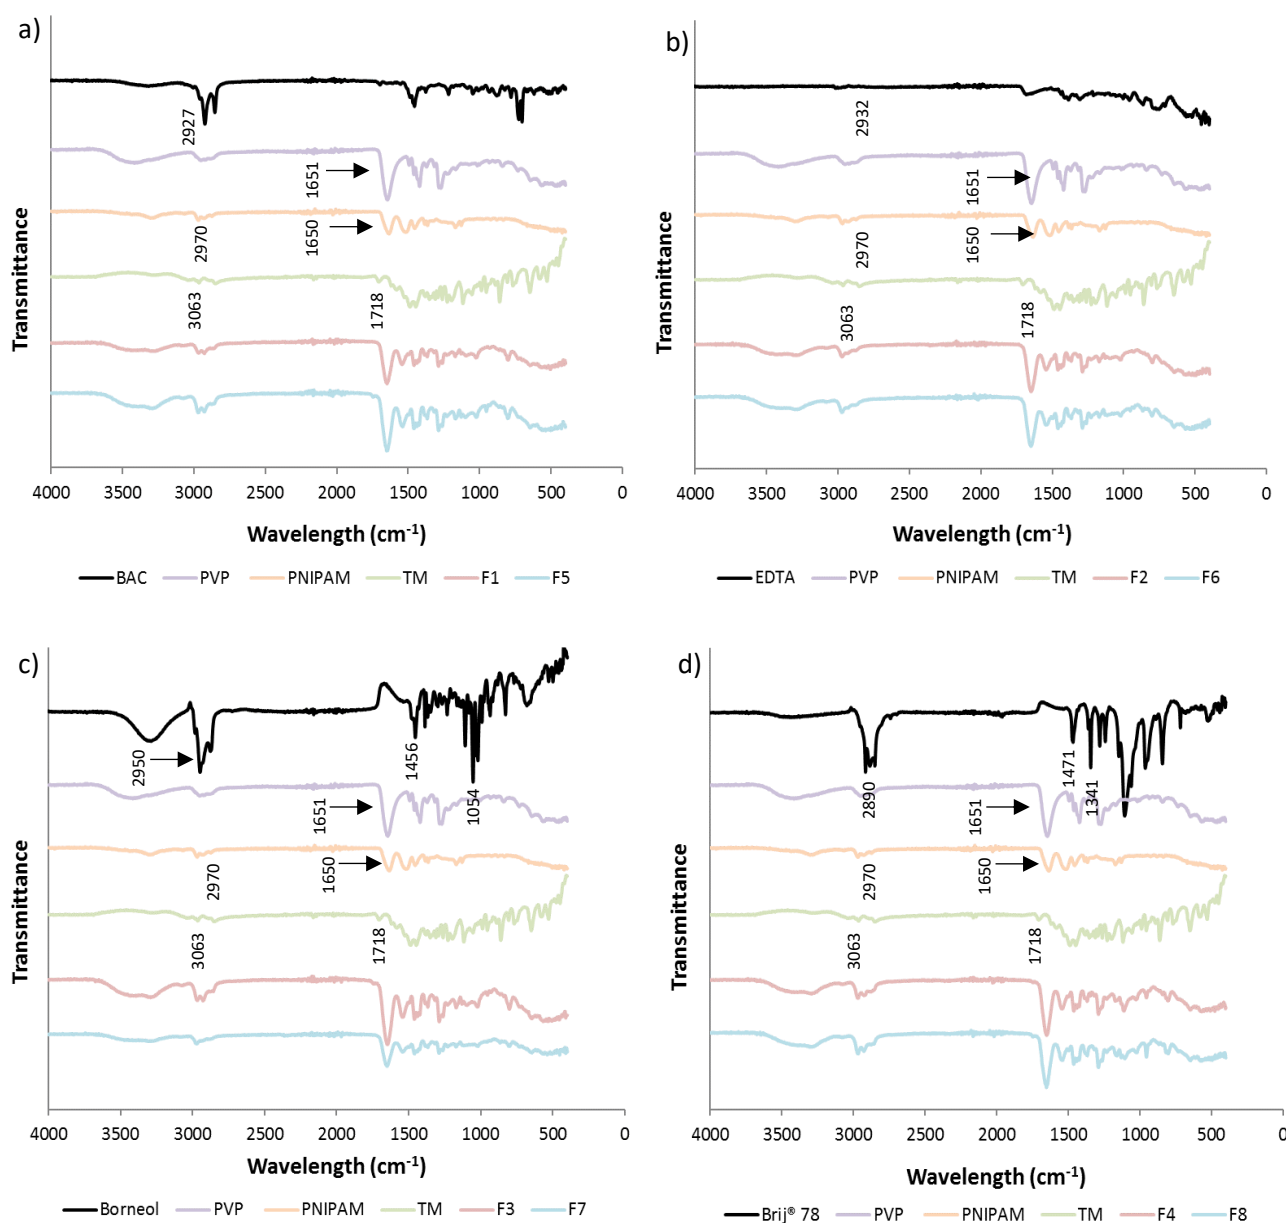 a)
2927
1651
2970
1650
3063
1718
Transmittance
4000 3500 3000 2500 2000 1500 1000 500 0
Wavelength (cm-1)
BAC PVP PNIPAM TM F1 F5
b)
2932
1651
2970
1650
3063
1718
Transmittance
4000 3500 3000 2500 2000 1500 1000 500 0
Wavelength (cm-1)
EDTA PVP PNIPAM TM F2 F6
c)
2950
1456
1054
1651
2970
1650
3063
1718
Transmittance
4000 3500 3000 2500 2000 1500 1000 500 0
Wavelength (cm-1)
Borneol PVP PNIPAM TM F3 F7
d)
2890
1471
1341
1651
2970
1650
3063
1718
Transmittance
4000 3500 3000 2500 2000 1500 1000 500 0
Wavelength (cm-1)
Brij® 78 PVP PNIPAM TM F4 F8